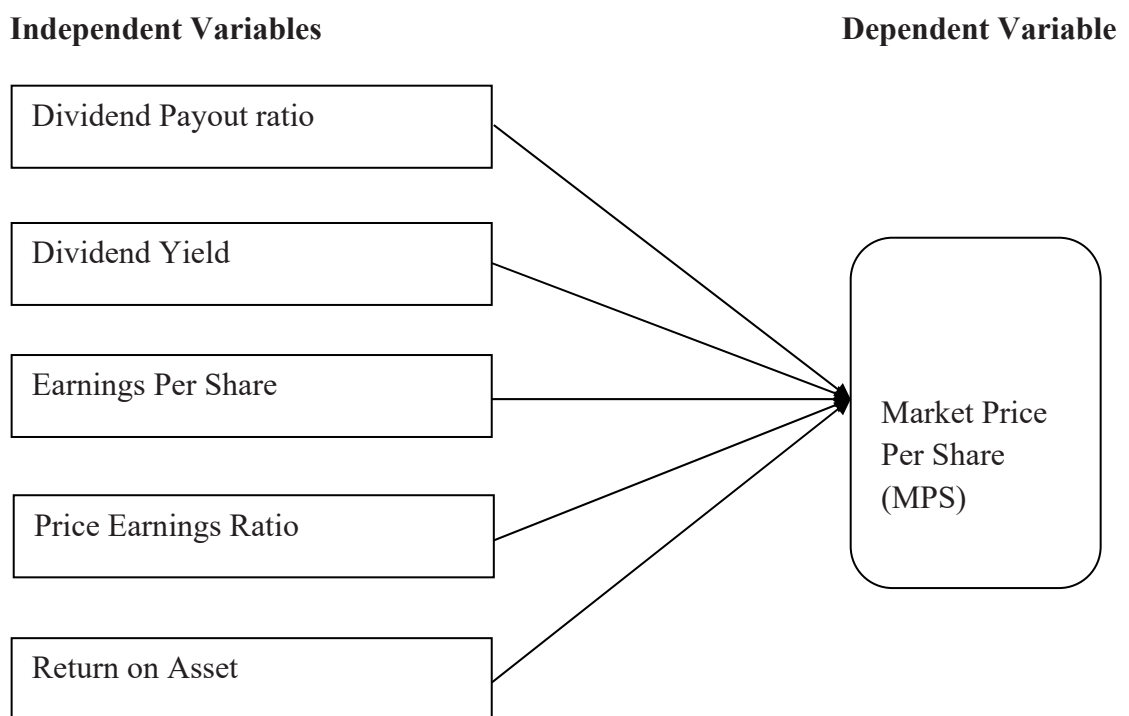 Independent Variables
Dependent Variable
Dividend Payout ratio
Dividend Yield
Earnings Per Share
Price Earnings Ratio
Return on Asset
Market Price
Per Share
(MPS)